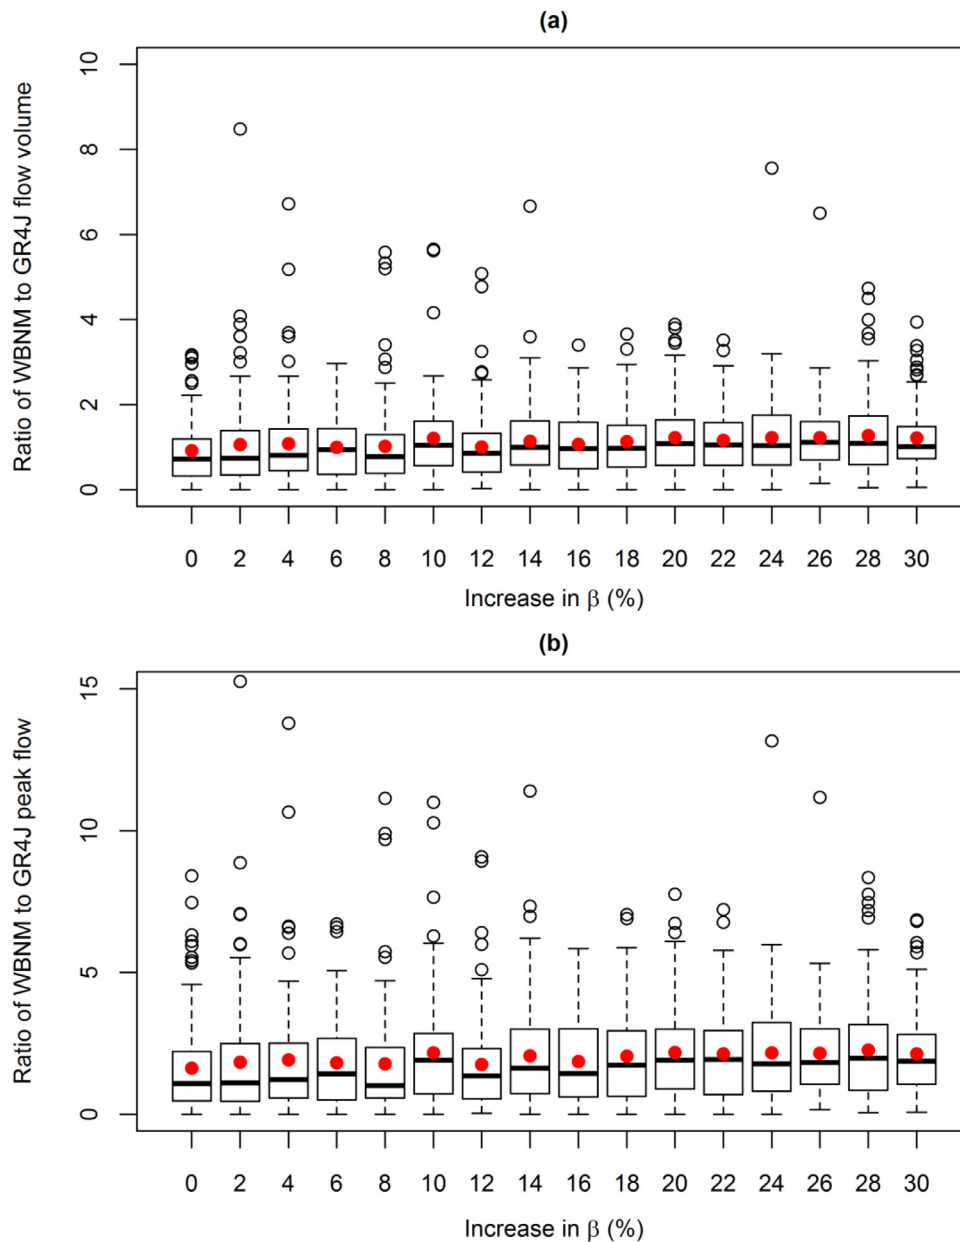 (a)
Ratio of WBNM to GR4J flow volume
10
8
6
4
2
0
0 2 4 6 8 10 12 14 16 18 20 22 24 26 28 30
Increase in β (%)
(b)
Ratio of WBNM to GR4J peak flow
15
10
5
0
0 2 4 6 8 10 12 14 16 18 20 22 24 26 28 30
Increase in β (%)